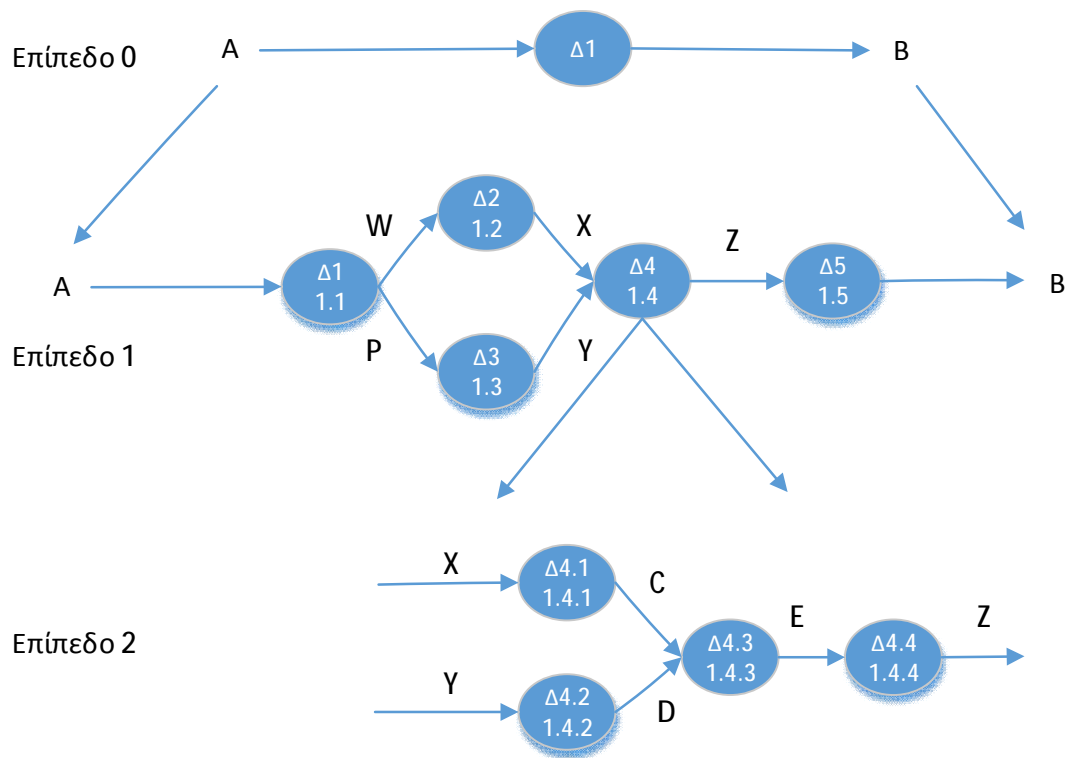 Επίπεδο 0
A
Δ1
B
W
Δ2
1.2
X
Z
A
Δ1
1.1
Δ4
1.4
Δ5
1.5
B
Επίπεδο 1
P
Δ3
1.3
Y
X
Δ4.1
1.4.1
C
Επίπεδο 2
Δ4.3
1.4.3
E
Δ4.4
1.4.4
Z
Y
Δ4.2
1.4.2
D